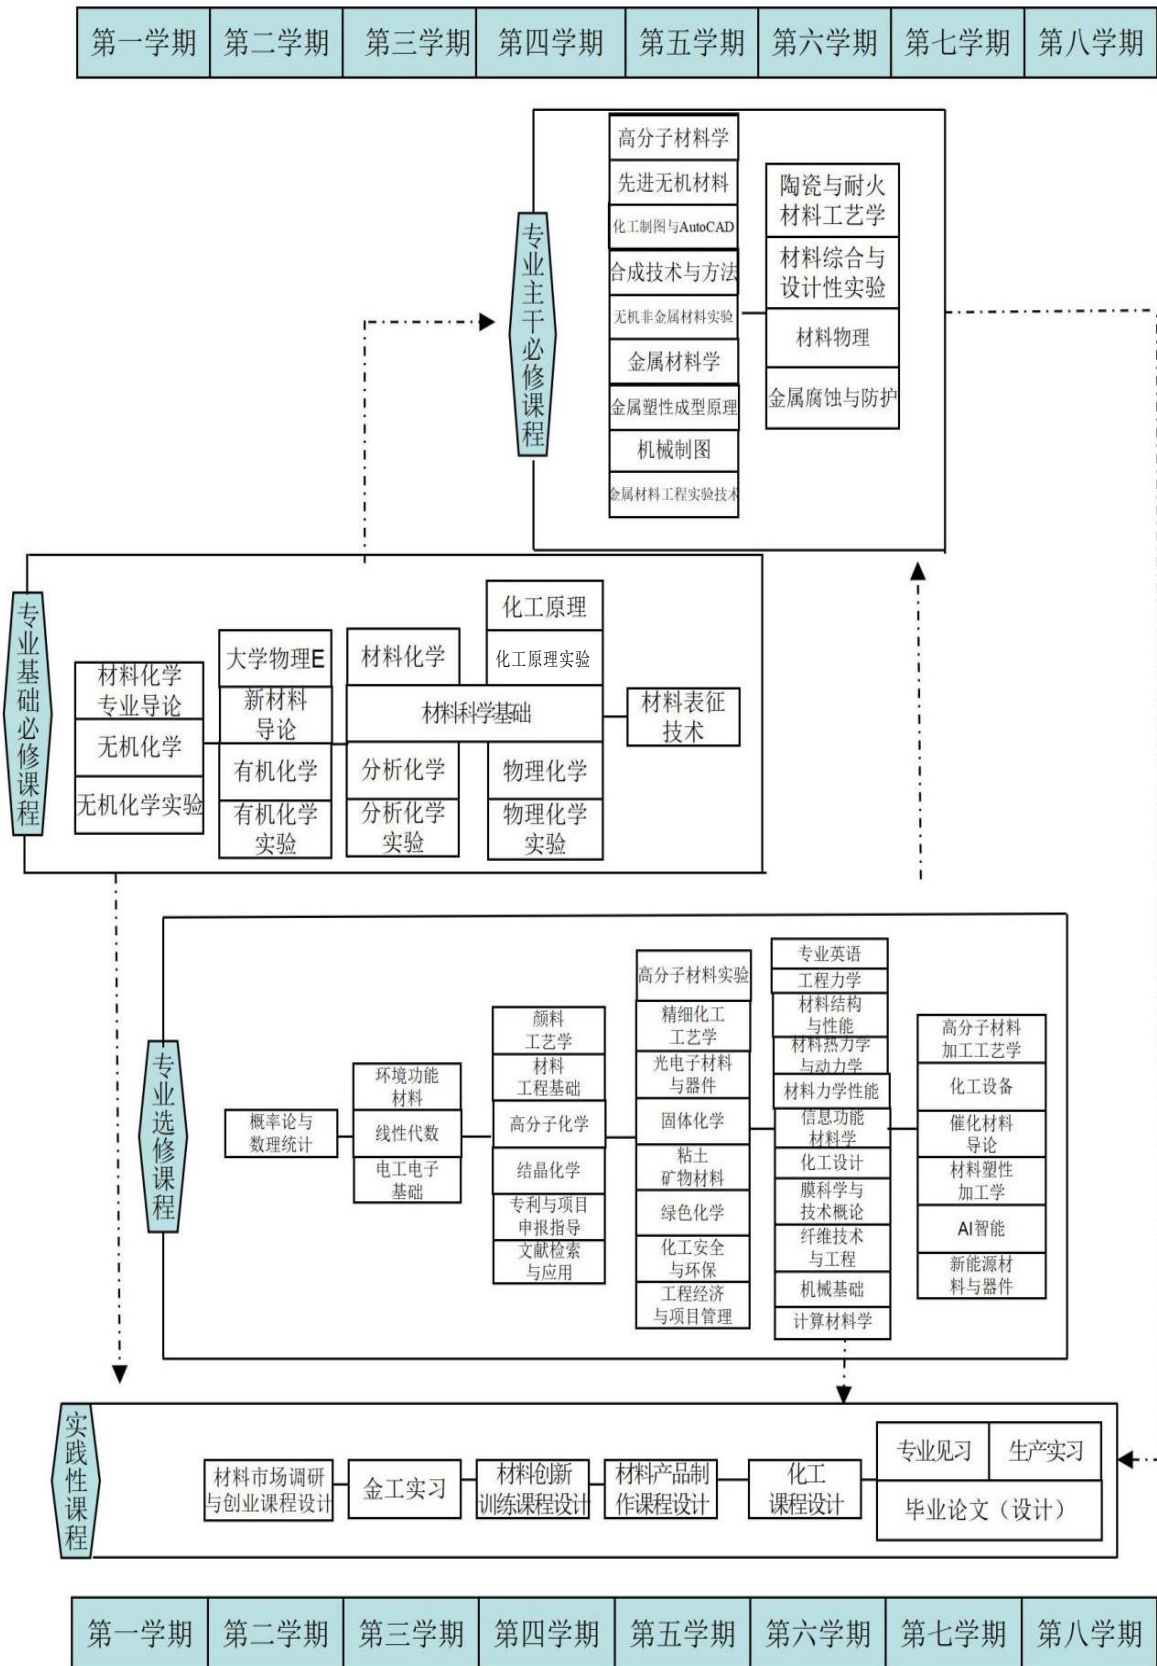 第一学期 第二学期 第三学期 第四学期 第五学期 第六学期 第七学期 第八学期
专业主干必修课程
高分子材料学
先进无机材料
化工制图与AutoCAD
合成技术与方法
无机非金属材料实验
金属材料学
金属塑性成型原理
机械制图
金属材料工程实验技术
陶瓷与耐火
材料工艺学
材料综合与
设计性实验
材料物理
金属腐蚀与防护
专业基础必修课程
材料化学
专业导论
无机化学
无机化学实验
大学物理E
新材料
导论
有机化学
有机化学
实验
材料化学
材料科学基础
分析化学
分析化学
实验
化工原理
化工原理实验
物理化学
物理化学
实验
材料表征
技术
专业选修课程
概率论与
数理统计
环境功能
材料
线性代数
电工电子
基础
颜料
工艺学
材料
工程基础
高分子化学
结晶化学
专利与项目
申报指导
文献检索
与应用
高分子材料实验
精细化工
工艺学
光电子材料
与器件
固体化学
粘土
矿物材料
绿色化学
化工安全
与环保
工程经济
与项目管理
专业英语
工程力学
材料结构
与性能
材料热力学
与动力学
材料力学性能
信息功能
材料学
化工设计
膜科学与
技术概论
纤维技术
与工程
机械基础
计算材料学
高分子材料
加工工艺学
化工设备
催化材料
导论
材料塑性
加工学
AI智能
新能源材
料与器件
实践性课程
材料市场调研
与创业课程设计
金工实习
材料创新
训练课程设计
材料产品制
作课程设计
化工
课程设计
专业见习 生产实习
毕业论文（设计）
第一学期 第二学期 第三学期 第四学期 第五学期 第六学期 第七学期 第八学期